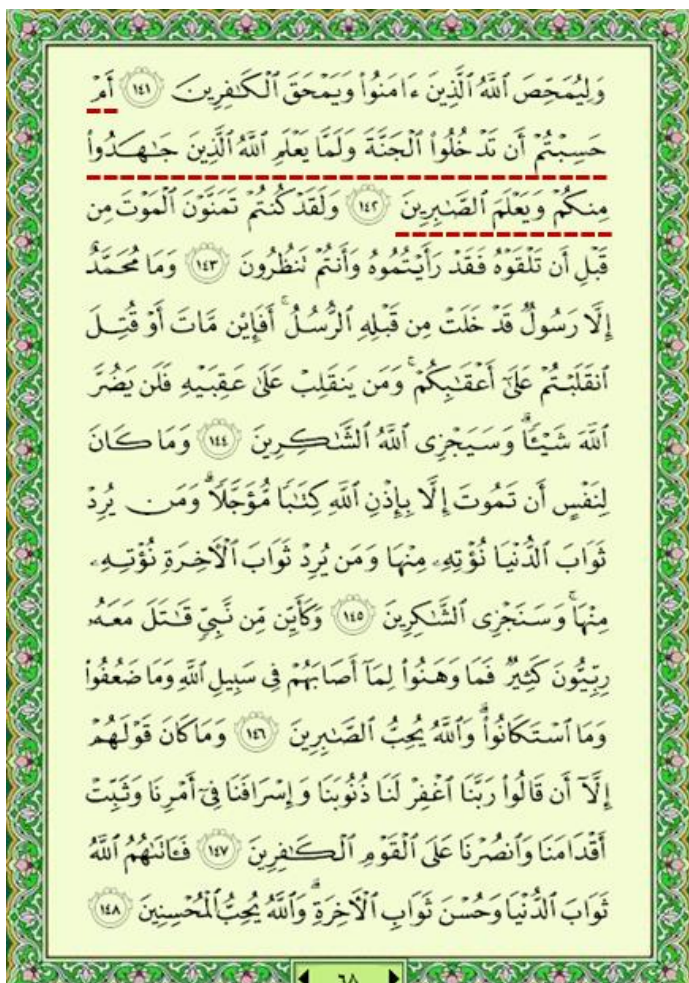 وَلِيُمَحِّصَ ٱللَّهُ ٱلَّذِينَ ءَامَنُوا۟ وَيَمْحَقَ ٱلْكَـٰفِرِينَ ١٤١ أَمْ
حَسِبْتُمْ أَن تَدْخُلُوا۟ ٱلْجَنَّةَ وَلَمَّا يَعْلَمِ ٱللَّهُ ٱلَّذِينَ جَـٰهَدُوا۟
مِنكُمْ وَيَعْلَمَ ٱلصَّـٰبِرِينَ ١٤٢ وَلَقَدْ كُنتُمْ تَمَنَّوْنَ ٱلْمَوْتَ مِن
قَبْلِ أَن تَلْقَوْهُ فَقَدْ رَأَيْتُمُوهُ وَأَنتُمْ تَنظُرُونَ ١٤٣ وَمَا مُحَمَّدٌ
إِلَّا رَسُولٌ قَدْ خَلَتْ مِن قَبْلِهِ ٱلرُّسُلُ ۚ أَفَإِي۟ن مَّاتَ أَوْ قُتِلَ
ٱنقَلَبْتُمْ عَلَىٰٓ أَعْقَـٰبِكُمْ ۚ وَمَن يَنقَلِبْ عَلَىٰ عَقِبَيْهِ فَلَن يَضُرَّ
ٱللَّهَ شَيْـًٔا ۗ وَسَيَجْزِى ٱللَّهُ ٱلشَّـٰكِرِينَ ١٤٤ وَمَا كَانَ
لِنَفْسٍ أَن تَمُوتَ إِلَّا بِإِذْنِ ٱللَّهِ كِتَـٰبًا مُّؤَجَّلًا ۗ وَمَن يُرِدْ
ثَوَابَ ٱلدُّنْيَا نُؤْتِهِۦ مِنْهَا وَمَن يُرِدْ ثَوَابَ ٱلْـَٔاخِرَةِ نُؤْتِهِۦ
مِنْهَا ۚ وَسَنَجْزِى ٱلشَّـٰكِرِينَ ١٤٥ وَكَأَيِّن مِّن نَّبِىٍّ قَـٰتَلَ مَعَهُۥ
رِبِّيُّونَ كَثِيرٌ فَمَا وَهَنُوا۟ لِمَآ أَصَابَهُمْ فِى سَبِيلِ ٱللَّهِ وَمَا ضَعُفُوا۟
وَمَا ٱسْتَكَانُوا۟ ۗ وَٱللَّهُ يُحِبُّ ٱلصَّـٰبِرِينَ ١٤٦ وَمَا كَانَ قَوْلَهُمْ
إِلَّآ أَن قَالُوا۟ رَبَّنَا ٱغْفِرْ لَنَا ذُنُوبَنَا وَإِسْرَافَنَا فِىٓ أَمْرِنَا وَثَبِّتْ
أَقْدَامَنَا وَٱنصُرْنَا عَلَى ٱلْقَوْمِ ٱلْكَـٰفِرِينَ ١٤٧ فَـَٔاتَىٰهُمُ ٱللَّهُ
ثَوَابَ ٱلدُّنْيَا وَحُسْنَ ثَوَابِ ٱلْـَٔاخِرَةِ ۗ وَٱللَّهُ يُحِبُّ ٱلْمُحْسِنِينَ ١٤٨
٦٨